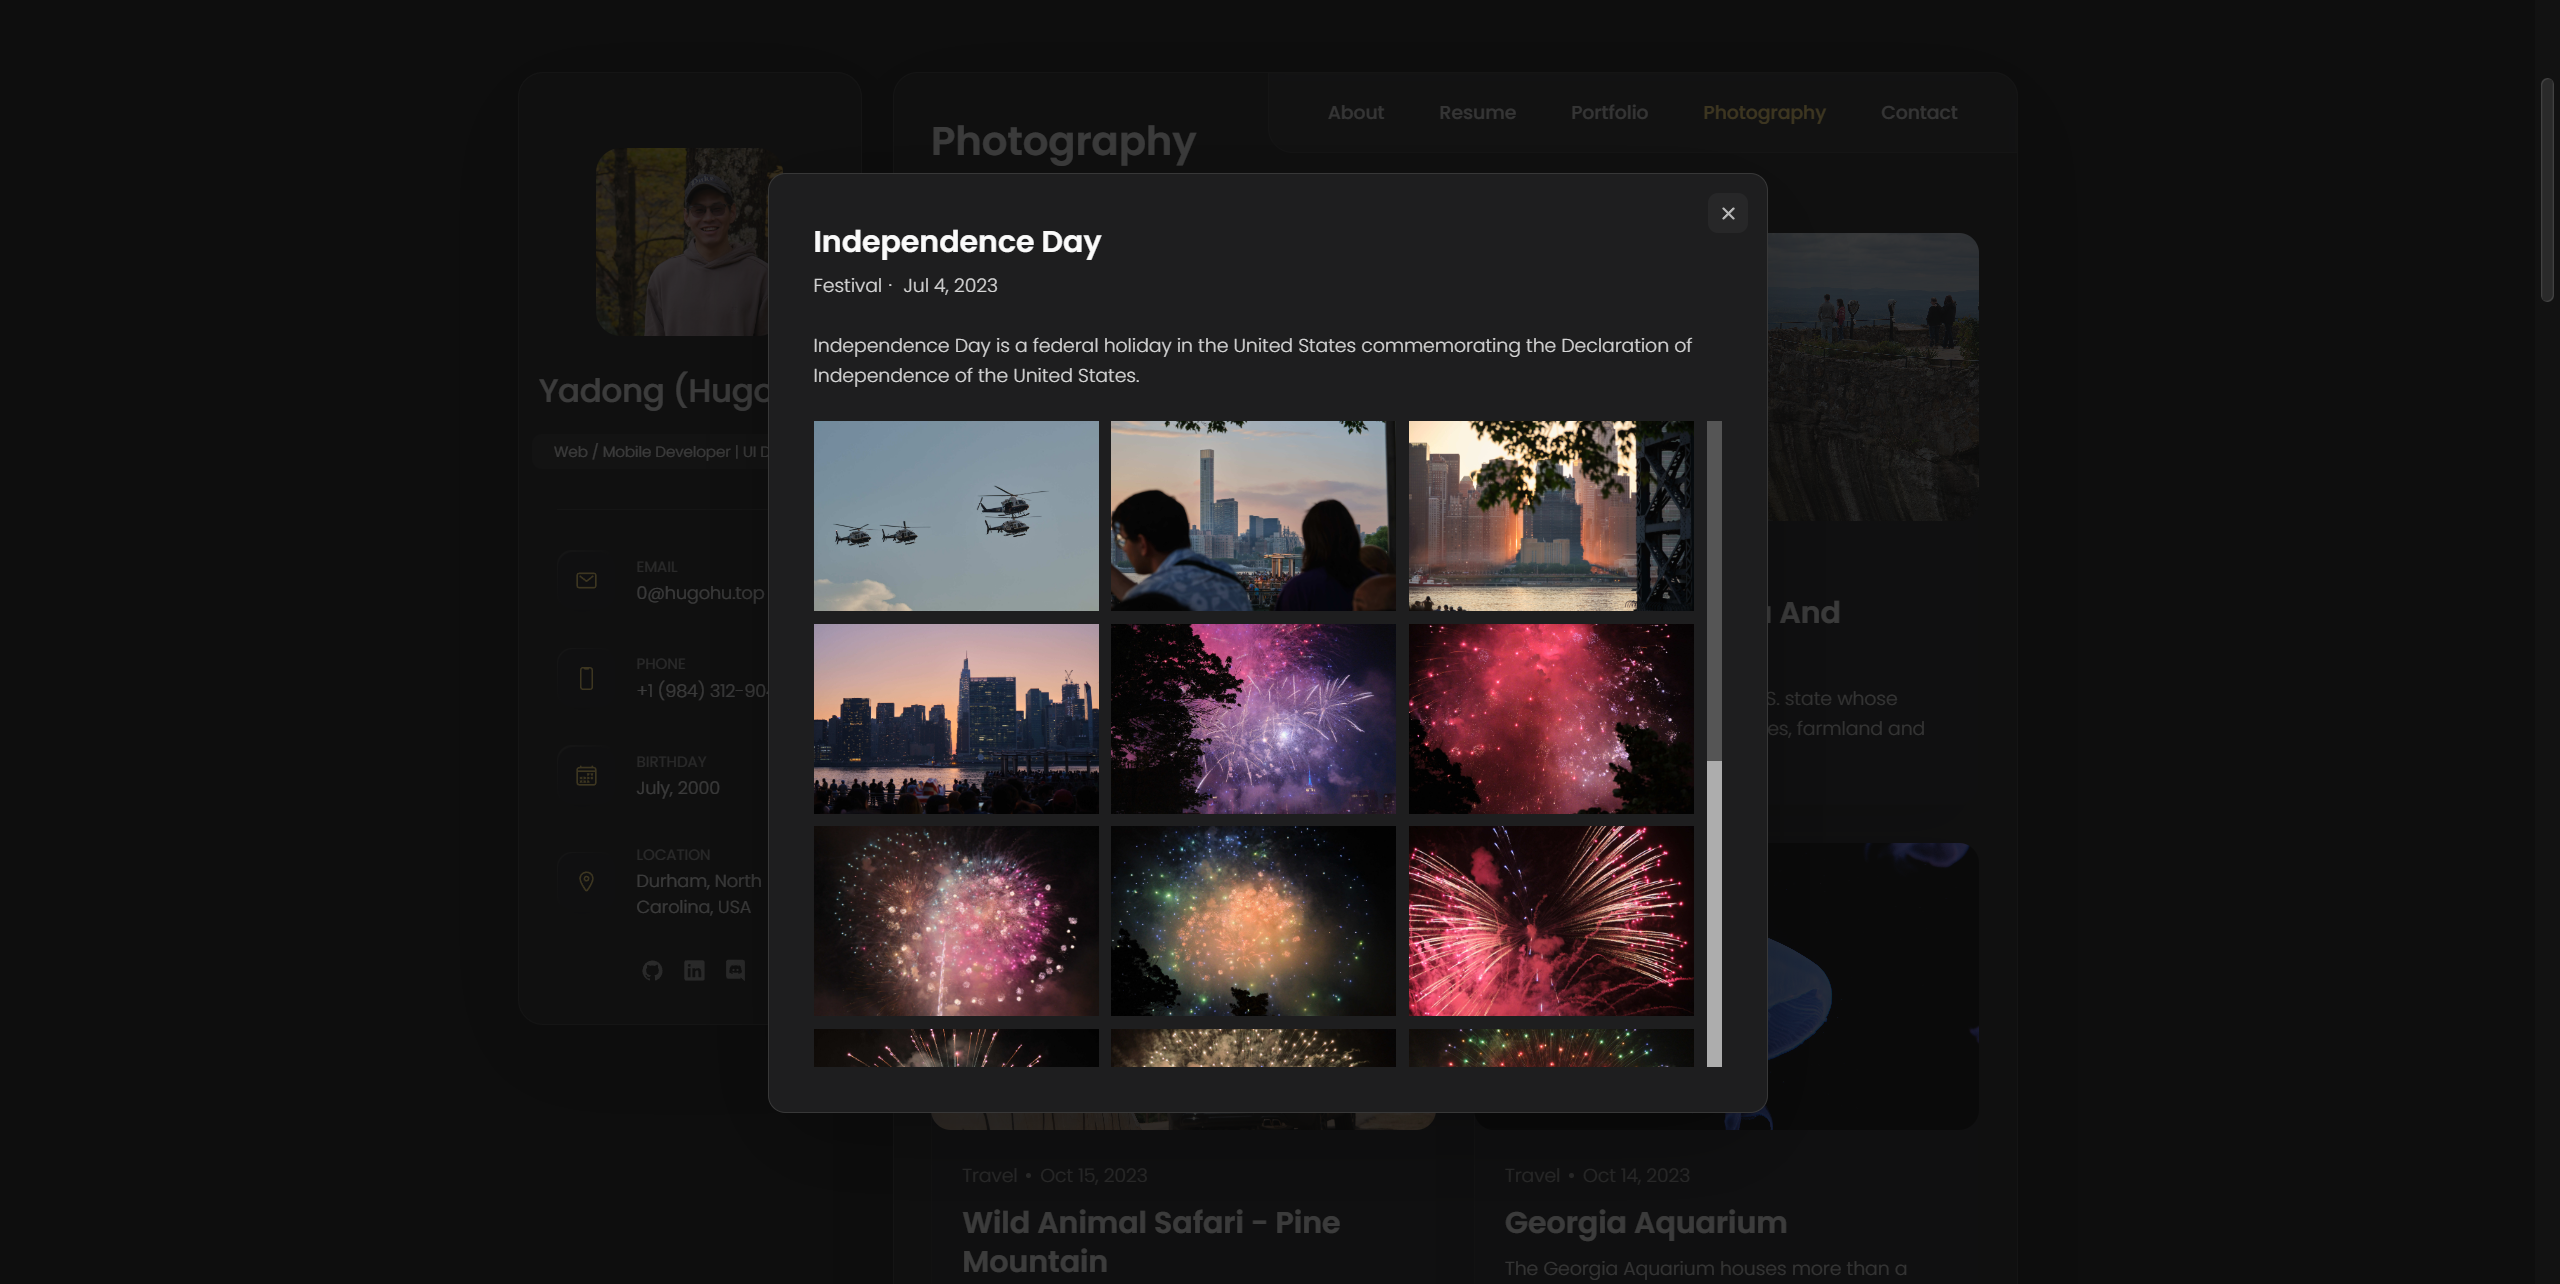 About
Resume
Portfolio
Photography
Contact
Photography
Independence Day
Festival · Jul 4, 2023
Independence Day is a federal holiday in the United States commemorating the Declaration of
Independence of the United States.
Yadong (Hugo
Web / Mobile Developer | UI D
EMAIL
0@hugohu.top
PHONE
+1 (984) 312-90
BIRTHDAY
July, 2000
LOCATION
Durham, North
Carolina, USA
And
S. state whose
es, farmland and
Travel • Oct 15, 2023
Wild Animal Safari - Pine
Mountain
Travel • Oct 14, 2023
Georgia Aquarium
The Georgia Aquarium houses more than a